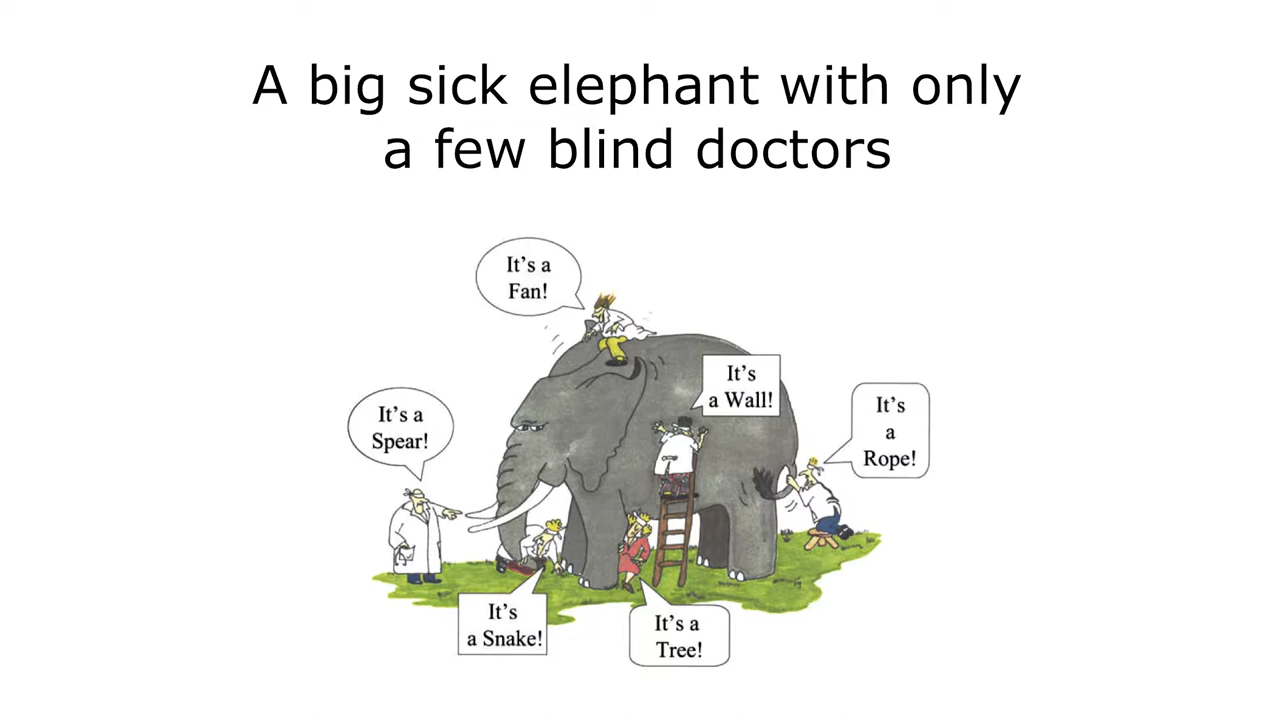 A big sick elephant with only
a few blind doctors
It's a
Fan!
It's
a Wall!
It's a
Spear!
It's
a
Rope!
It's
a Snake!
It's a
Tree!